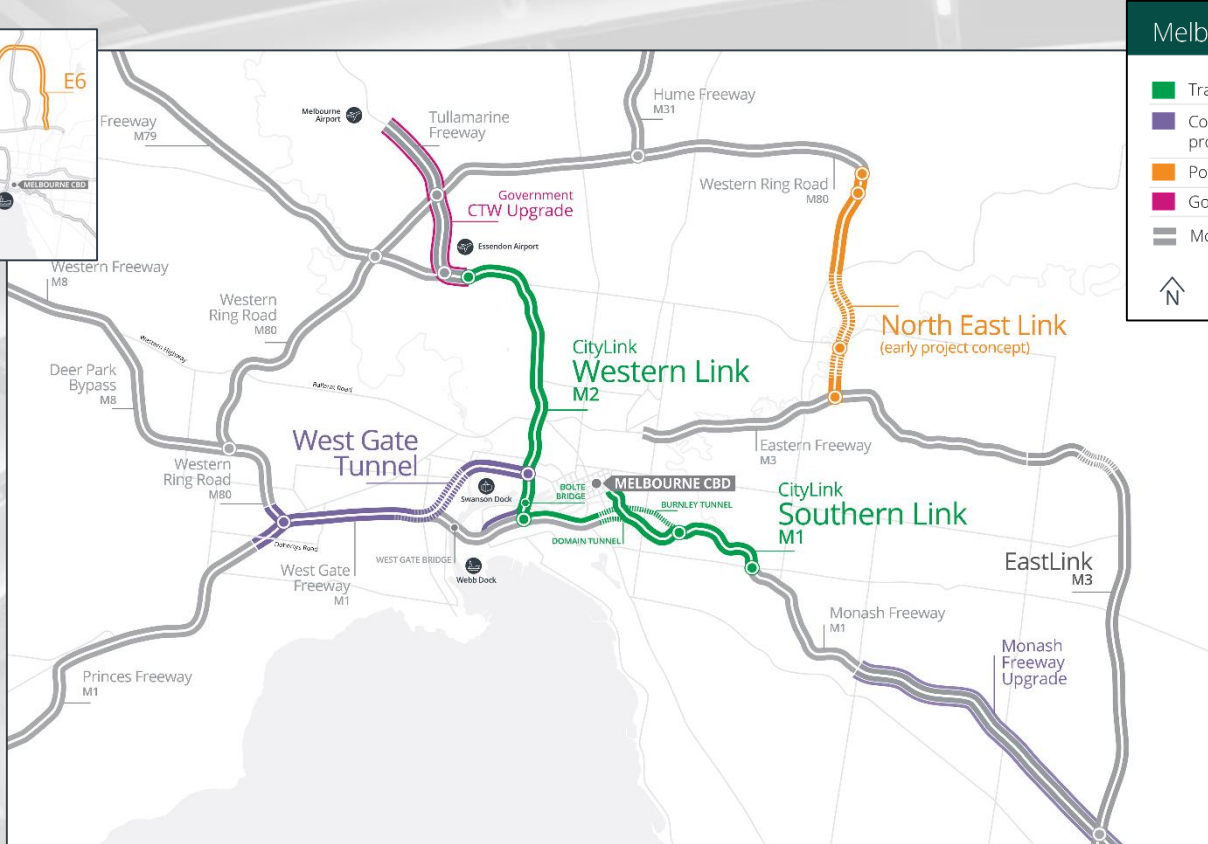 E6
MELBOURNE CBD
Freeway
M79
Melbourne
Airport
Tullamarine
Freeway
Hume Freeway
M31
Western Ring Road
M80
Government
CTW Upgrade
Essendon Airport
Western Freeway
M8
Western
Ring Road
M80
Western Highway
Deer Park
Bypass
M8
Ballarat Road
CityLink
Western Link
M2
North East Link
(early project concept)
West Gate
Tunnel
Eastern Freeway
M3
Western
Ring Road
M80
Swanson Dock
BOLTE
BRIDGE
MELBOURNE CBD
BURNLEY TUNNEL
CityLink
Southern Link
M1
DOMAIN TUNNEL
Dohertys Road
WEST GATE BRIDGE
West Gate
Freeway
M1
Webb Dock
EastLink
M3
Monash Freeway
M1
Monash
Freeway
Upgrade
Princes Freeway
M1
Melb
Tra
Co
pro
Po
Go
Mo
N